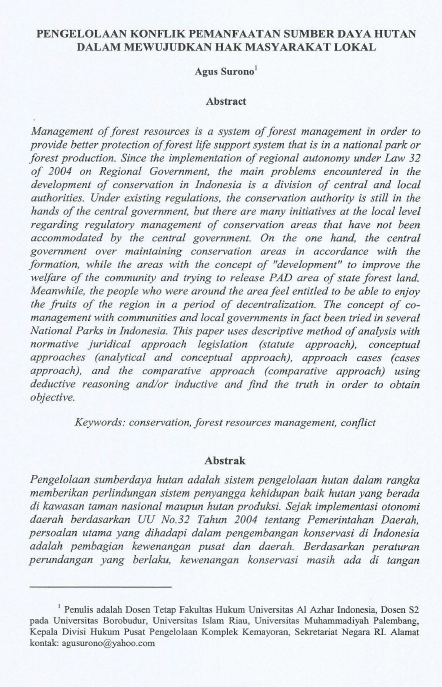 PENGELOLAAN KONFLIK PEMANFAATAN SUMBER DAYA HUTAN
DALAM MEWUJUDKAN HAK MASYARAKAT LOKAL
Agus Surono1
Abstract
Management of forest resources is a system of forest management in order to
provide better protection of forest life support system that is in a national park or
forest production. Since the implementation of regional autonomy under Law 32
of 2004 on Regional Government, the main problems encountered in the
development of conservation in Indonesia is a division of central and local
authorities. Under existing regulations, the conservation authority is still in the
hands of the central government, but there are many initiatives at the local level
regarding regulatory management of conservation areas that have not been
accommodated by the central government. On the one hand, the central
government over maintaining conservation areas in accordance with the
formation, while the areas with the concept of "development" to improve the
welfare of the community and trying to release PAD area of state forest land.
Meanwhile, the people who were around the area feel entitled to be able to enjoy
the fruits of the region in a period of decentralization. The concept of co-
management with communities and local governments in fact been tried in several
National Parks in Indonesia. This paper uses descriptive method of analysis with
normative juridical approach legislation (statute approach), conceptual
approaches (analytical and conceptual approach), approach cases (cases
approach), and the comparative approach (comparative approach) using
deductive reasoning and/or inductive and find the truth in order to obtain
objective.
Keywords: conservation, forest resources management, conflict
Abstrak
Pengelolaan sumberdaya hutan adalah sistem pengelolaan hutan dalam rangka
memberikan perlindungan sistem penyangga kehidupan baik hutan yang berada
di kawasan taman nasional maupun hutan produksi. Sejak implementasi otonomi
daerah berdasarkan UU No.32 Tahun 2004 tentang Pemerintahan Daerah,
persoalan utama yang dihadapi dalam pengembangan konservasi di Indonesia
adalah pembagian kewenangan pusat dan daerah. Berdasarkan peraturan
perundangan yang berlaku, kewenangan konservasi masih ada di tangan
1 Penulis adalah Dosen Tetap Fakultas Hukum Universitas Al Azhar Indonesia, Dosen S2
pada Universitas Borobudur, Universitas Islam Riau, Universitas Muhammadiyah Palembang,
Kepala Divisi Hukum Pusat Pengelolaan Komplek Kemayoran, Sekretariat Negara RI. Alamat
kontak: agusurono@yahoo.com